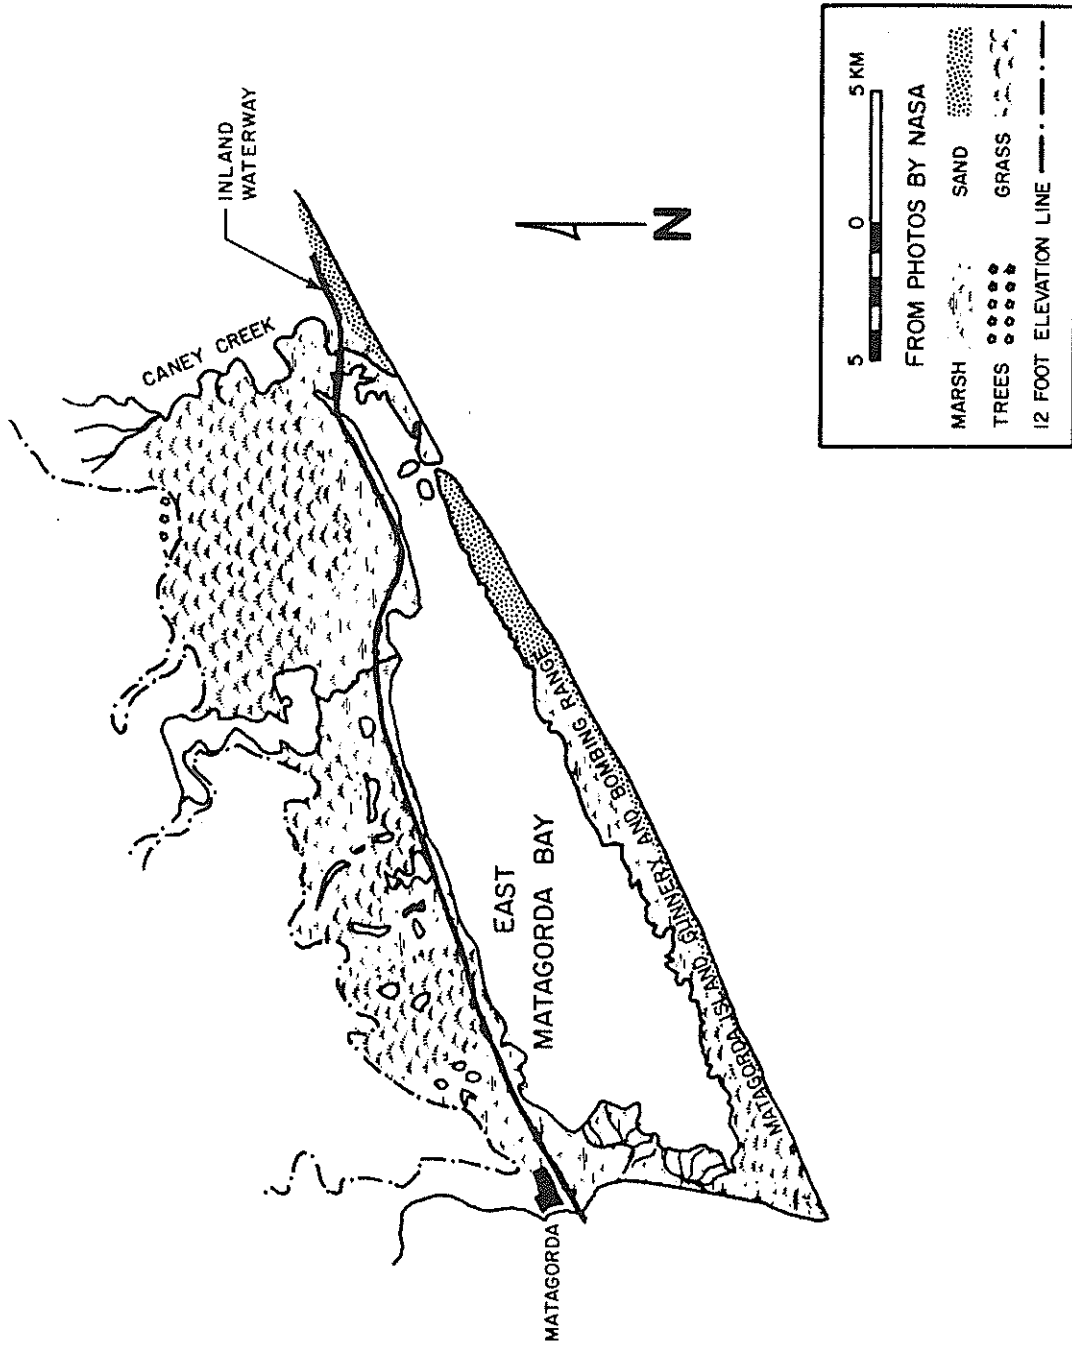 INLAND
WATERWAY
CANEY CREEK
N
EAST
MATAGORDA BAY
MATAGORDA ISLAND GUNNERY AND BOMBING RANGE
MATAGORDA
5 0 5 KM
FROM PHOTOS BY NASA
MARSH SAND
TREES GRASS
12 FOOT ELEVATION LINE